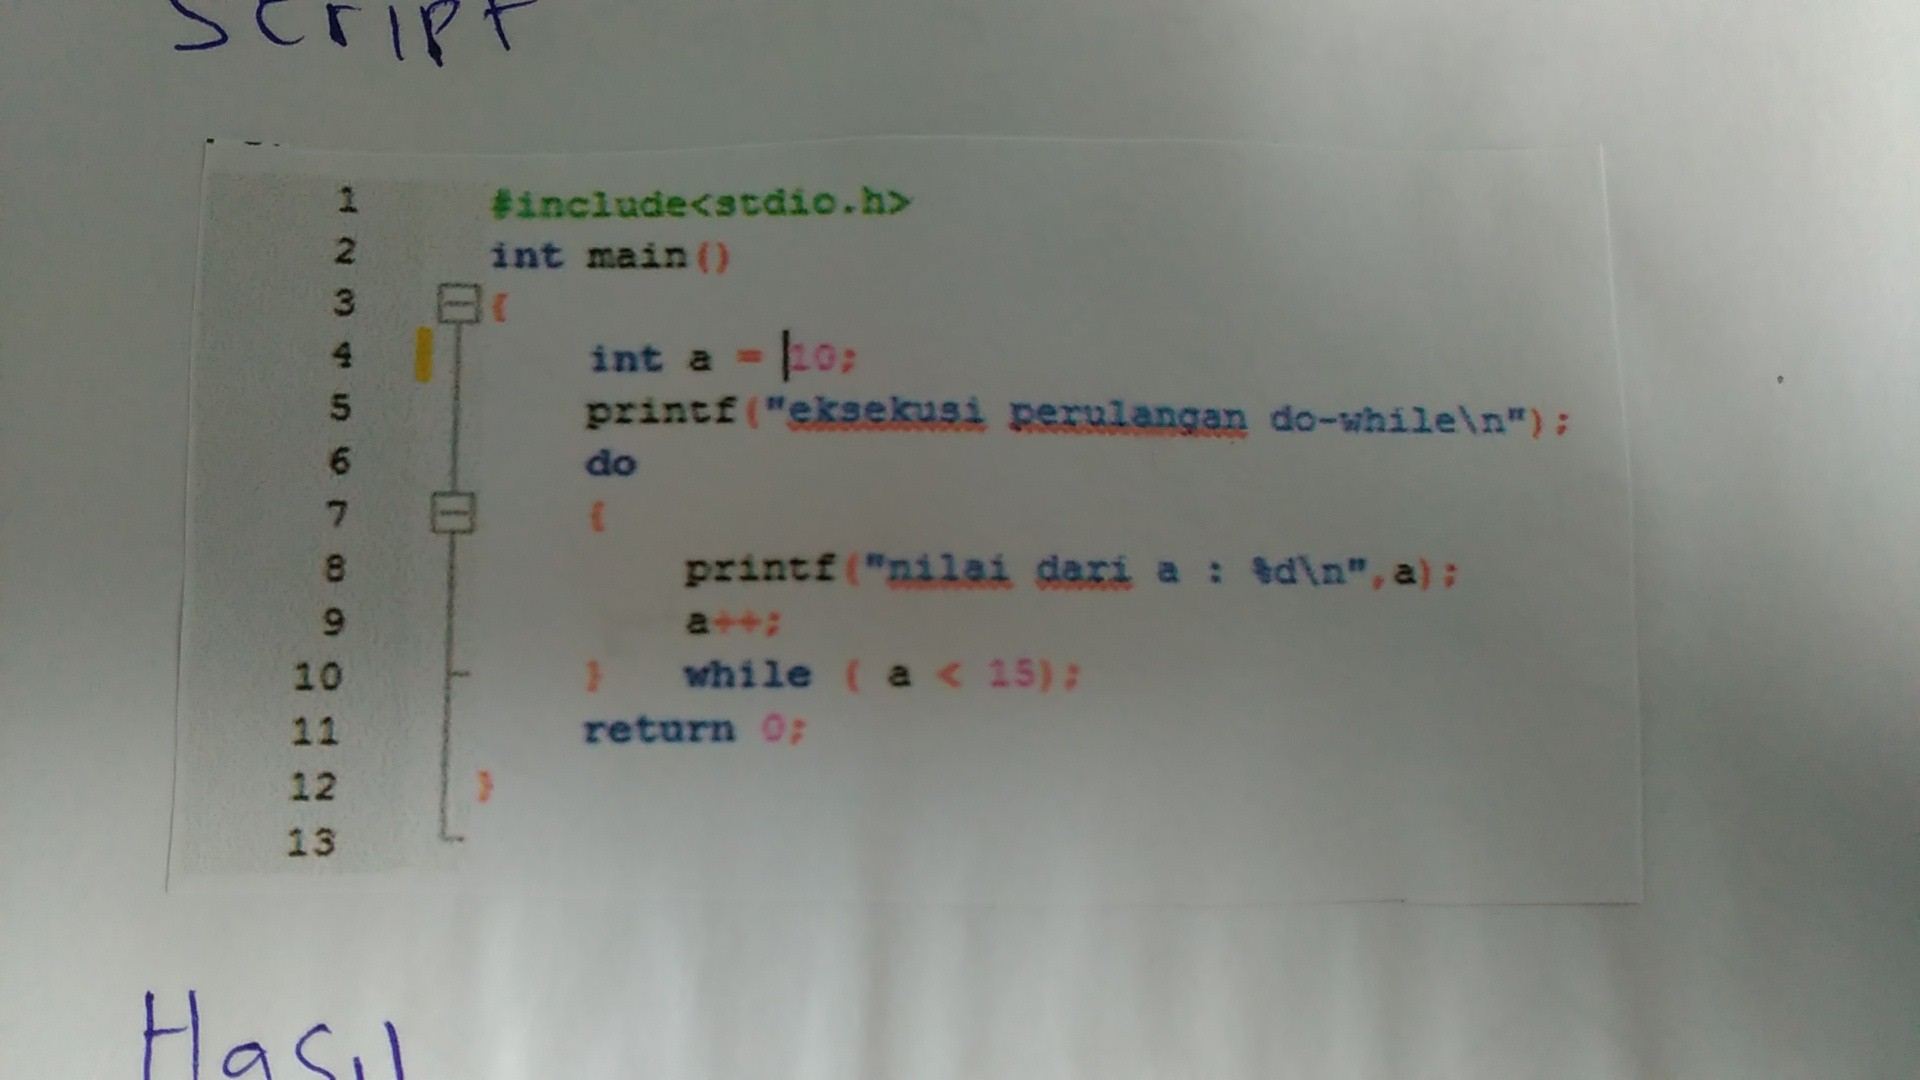 Script
1 #include<stdio.h>
2 int main()
3 {
4 int a = 10;
5 printf("eksekusi perulangan do-while\n");
6 do
7 {
8 printf("nilai dari a : %d\n",a);
9 a++;
10 } while ( a < 15);
11 return 0;
12 }
13
Hasil